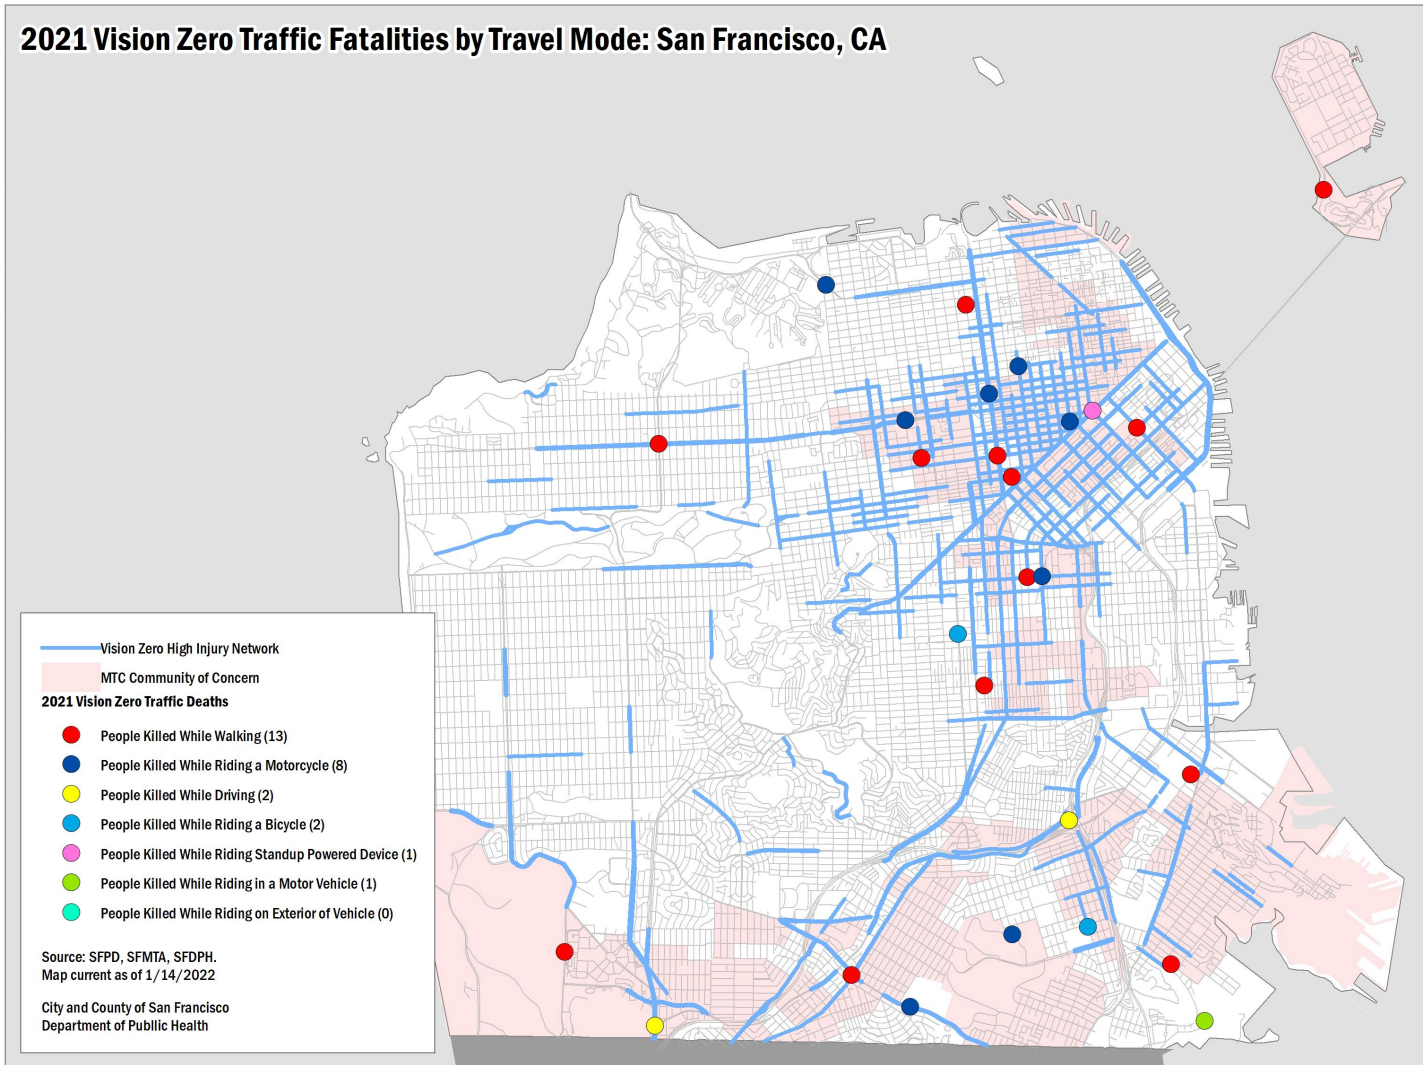 2021 Vision Zero Traffic Fatalities by Travel Mode: San Francisco, CA
Vision Zero High Injury Network
MTC Community of Concern
2021 Vision Zero Traffic Deaths
People Killed While Walking (13)
People Killed While Riding a Motorcycle (8)
People Killed While Driving (2)
People Killed While Riding a Bicycle (2)
People Killed While Riding Standup Powered Device (1)
People Killed While Riding in a Motor Vehicle (1)
People Killed While Riding on Exterior of Vehicle (0)
Source: SFPD, SFMTA, SFDPH.
Map current as of 1/14/2022
City and County of San Francisco
Department of Publlic Health